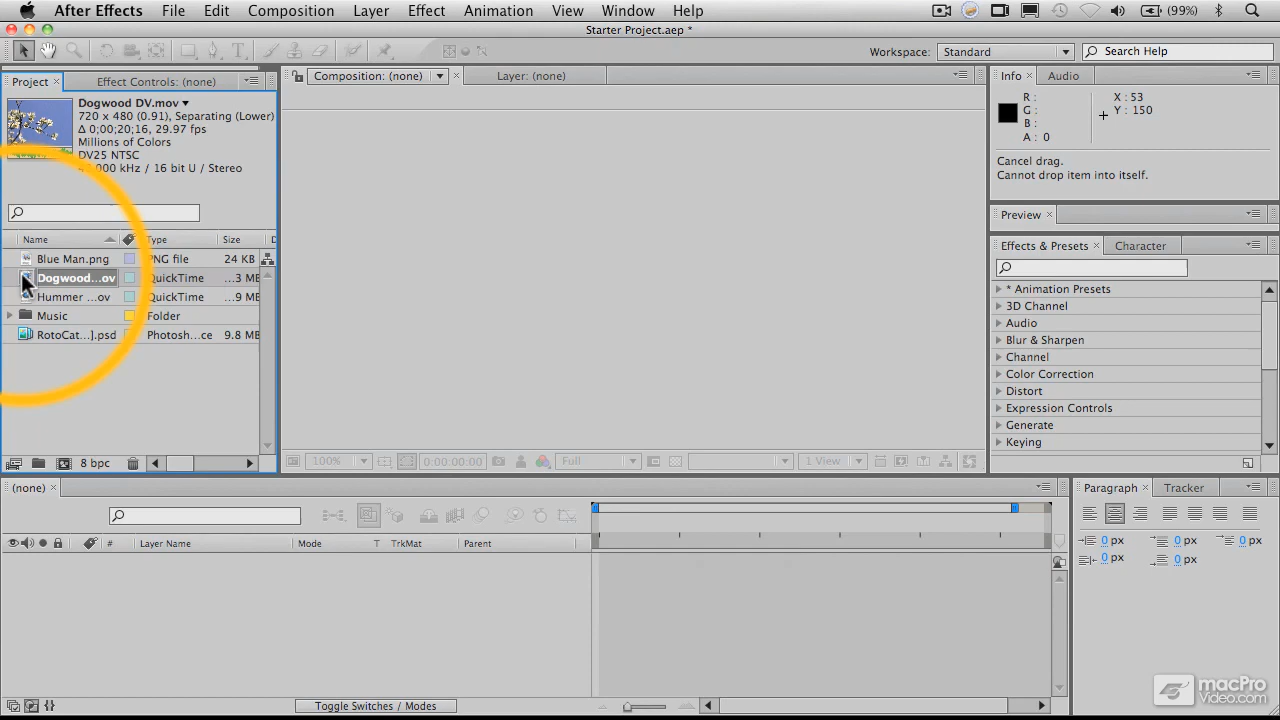 After Effects File Edit Composition Layer Effect Animation View Window Help (99%)
Starter Project.aep *
Workspace: Standard Search Help
Project × Effect Controls: (none) Composition: (none) × Layer: (none) Info × Audio
Dogwood DV.mov
720 x 480 (0.91), Separating (Lower)
Δ 0;00;20;16, 29.97 fps
Millions of Colors
DV25 NTSC
000 kHz / 16 bit U / Stereo
R :
G :
B :
A : 0
X : 53
Y : 150
Cancel drag.
Cannot drop item into itself.
Preview ×
Name Type Size
Blue Man.png PNG file 24 KB
Dogwood...ov QuickTime ...3 MB
Hummer ...ov QuickTime ...9 MB
Music Folder
RotoCat...].psd Photosh...ce 9.8 MB
Effects & Presets × Character
* Animation Presets
3D Channel
Audio
Blur & Sharpen
Channel
Color Correction
Distort
Expression Controls
Generate
Keying
8 bpc
100% 0:00:00:00 Full 1 View
(none) ×
# Layer Name Mode T TrkMat Parent
Paragraph × Tracker
0 px 0 px 0 px
0 px 0 px
Toggle Switches / Modes
macPro
Video.com